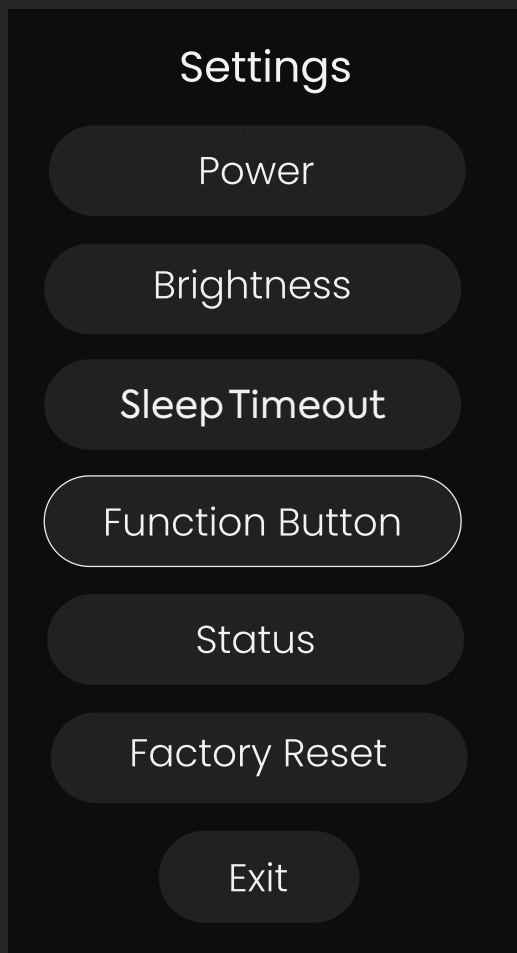 Settings
Power
Brightness
Sleep Timeout
Function Button
Status
Factory Reset
Exit